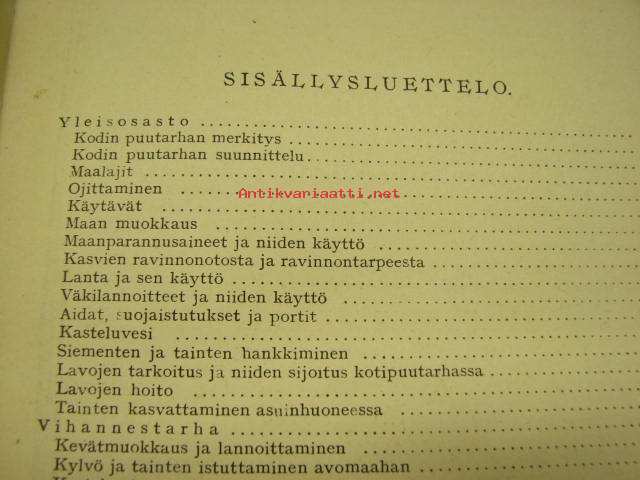 SISÄLLYSLUETTELO.
Yleisosasto
Kodin puutarhan merkitys
Kodin puutarhan suunnittelu
Maalajit
Ojittaminen
Antikvariaatti.net
Käytävät
Maan muokkaus
Maanparannusaineet ja niiden käyttö
Kasvien ravinnonotosta ja ravinnontarpeesta
Lanta ja sen käyttö
Väkilannoitteet ja niiden käyttö
Aidat, suojaistutukset ja portit
Kasteluvesi
Siementen ja tainten hankkiminen
Lavojen tarkoitus ja niiden sijoitus kotipuutarhassa
Lavojen hoito
Tainten kasvattaminen asuinhuoneessa
Vihannestarha
Kevätmuokkaus ja lannoittaminen
Kylvö ja tainten istuttaminen avomaahan